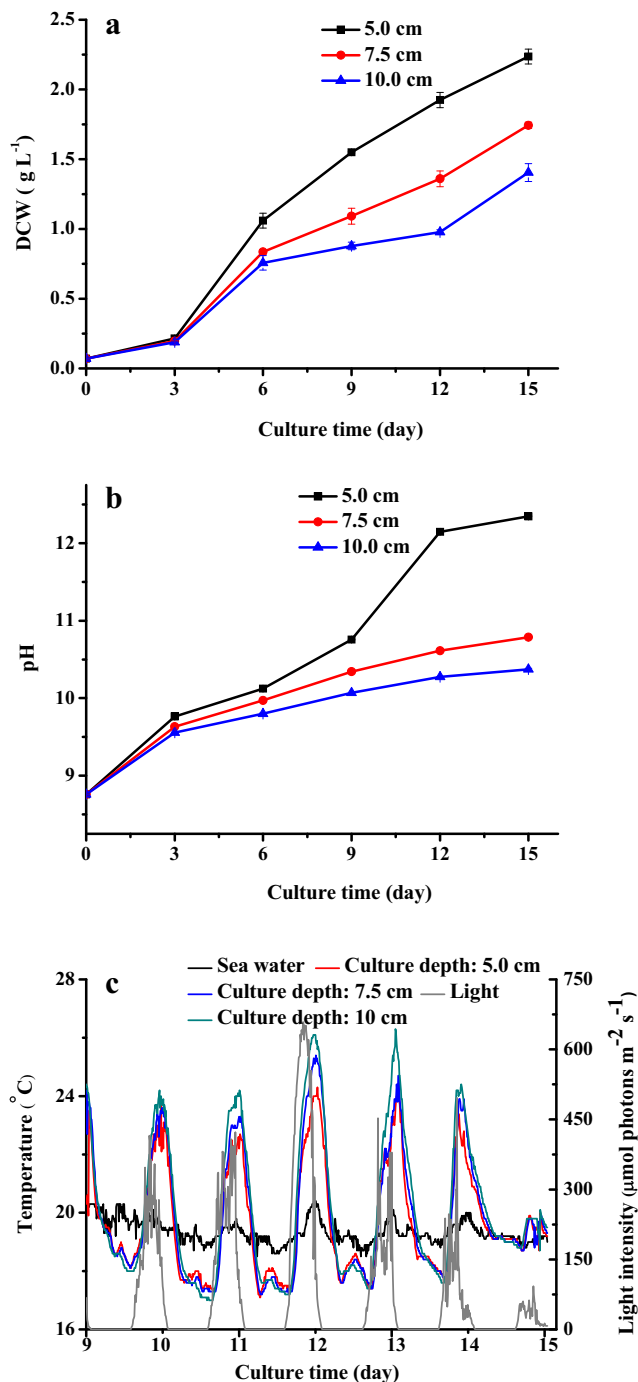 a
5.0 cm
7.5 cm
10.0 cm
2.5
2.0
1.5
1.0
0.5
0.0
DCW ( g L⁻¹)
0 3 6 9 12 15
Culture time (day)
b
5.0 cm
7.5 cm
10.0 cm
12
11
10
9
pH
0 3 6 9 12 15
Culture time (day)
c
Sea water Culture depth: 5.0 cm
Culture depth: 7.5 cm Light
Culture depth: 10 cm
28
24
20
16
Temperature (°C)
750
600
450
300
150
0
Light intensity (μmol photons m⁻² s⁻¹)
9 10 11 12 13 14 15
Culture time (day)